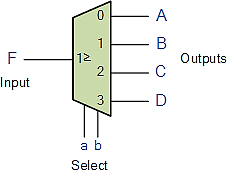 0 A
1 B
F 1≥ Outputs
Input 2 C
3 D
a b
Select